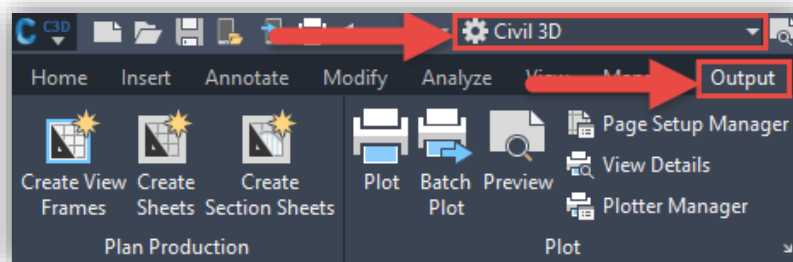 C C3D Civil 3D
Home Insert Annotate Modify Analyze Output
Create View Frames
Create Sheets
Create Section Sheets
Plan Production
Plot
Batch Plot
Preview
Page Setup Manager
View Details
Plotter Manager
Plot